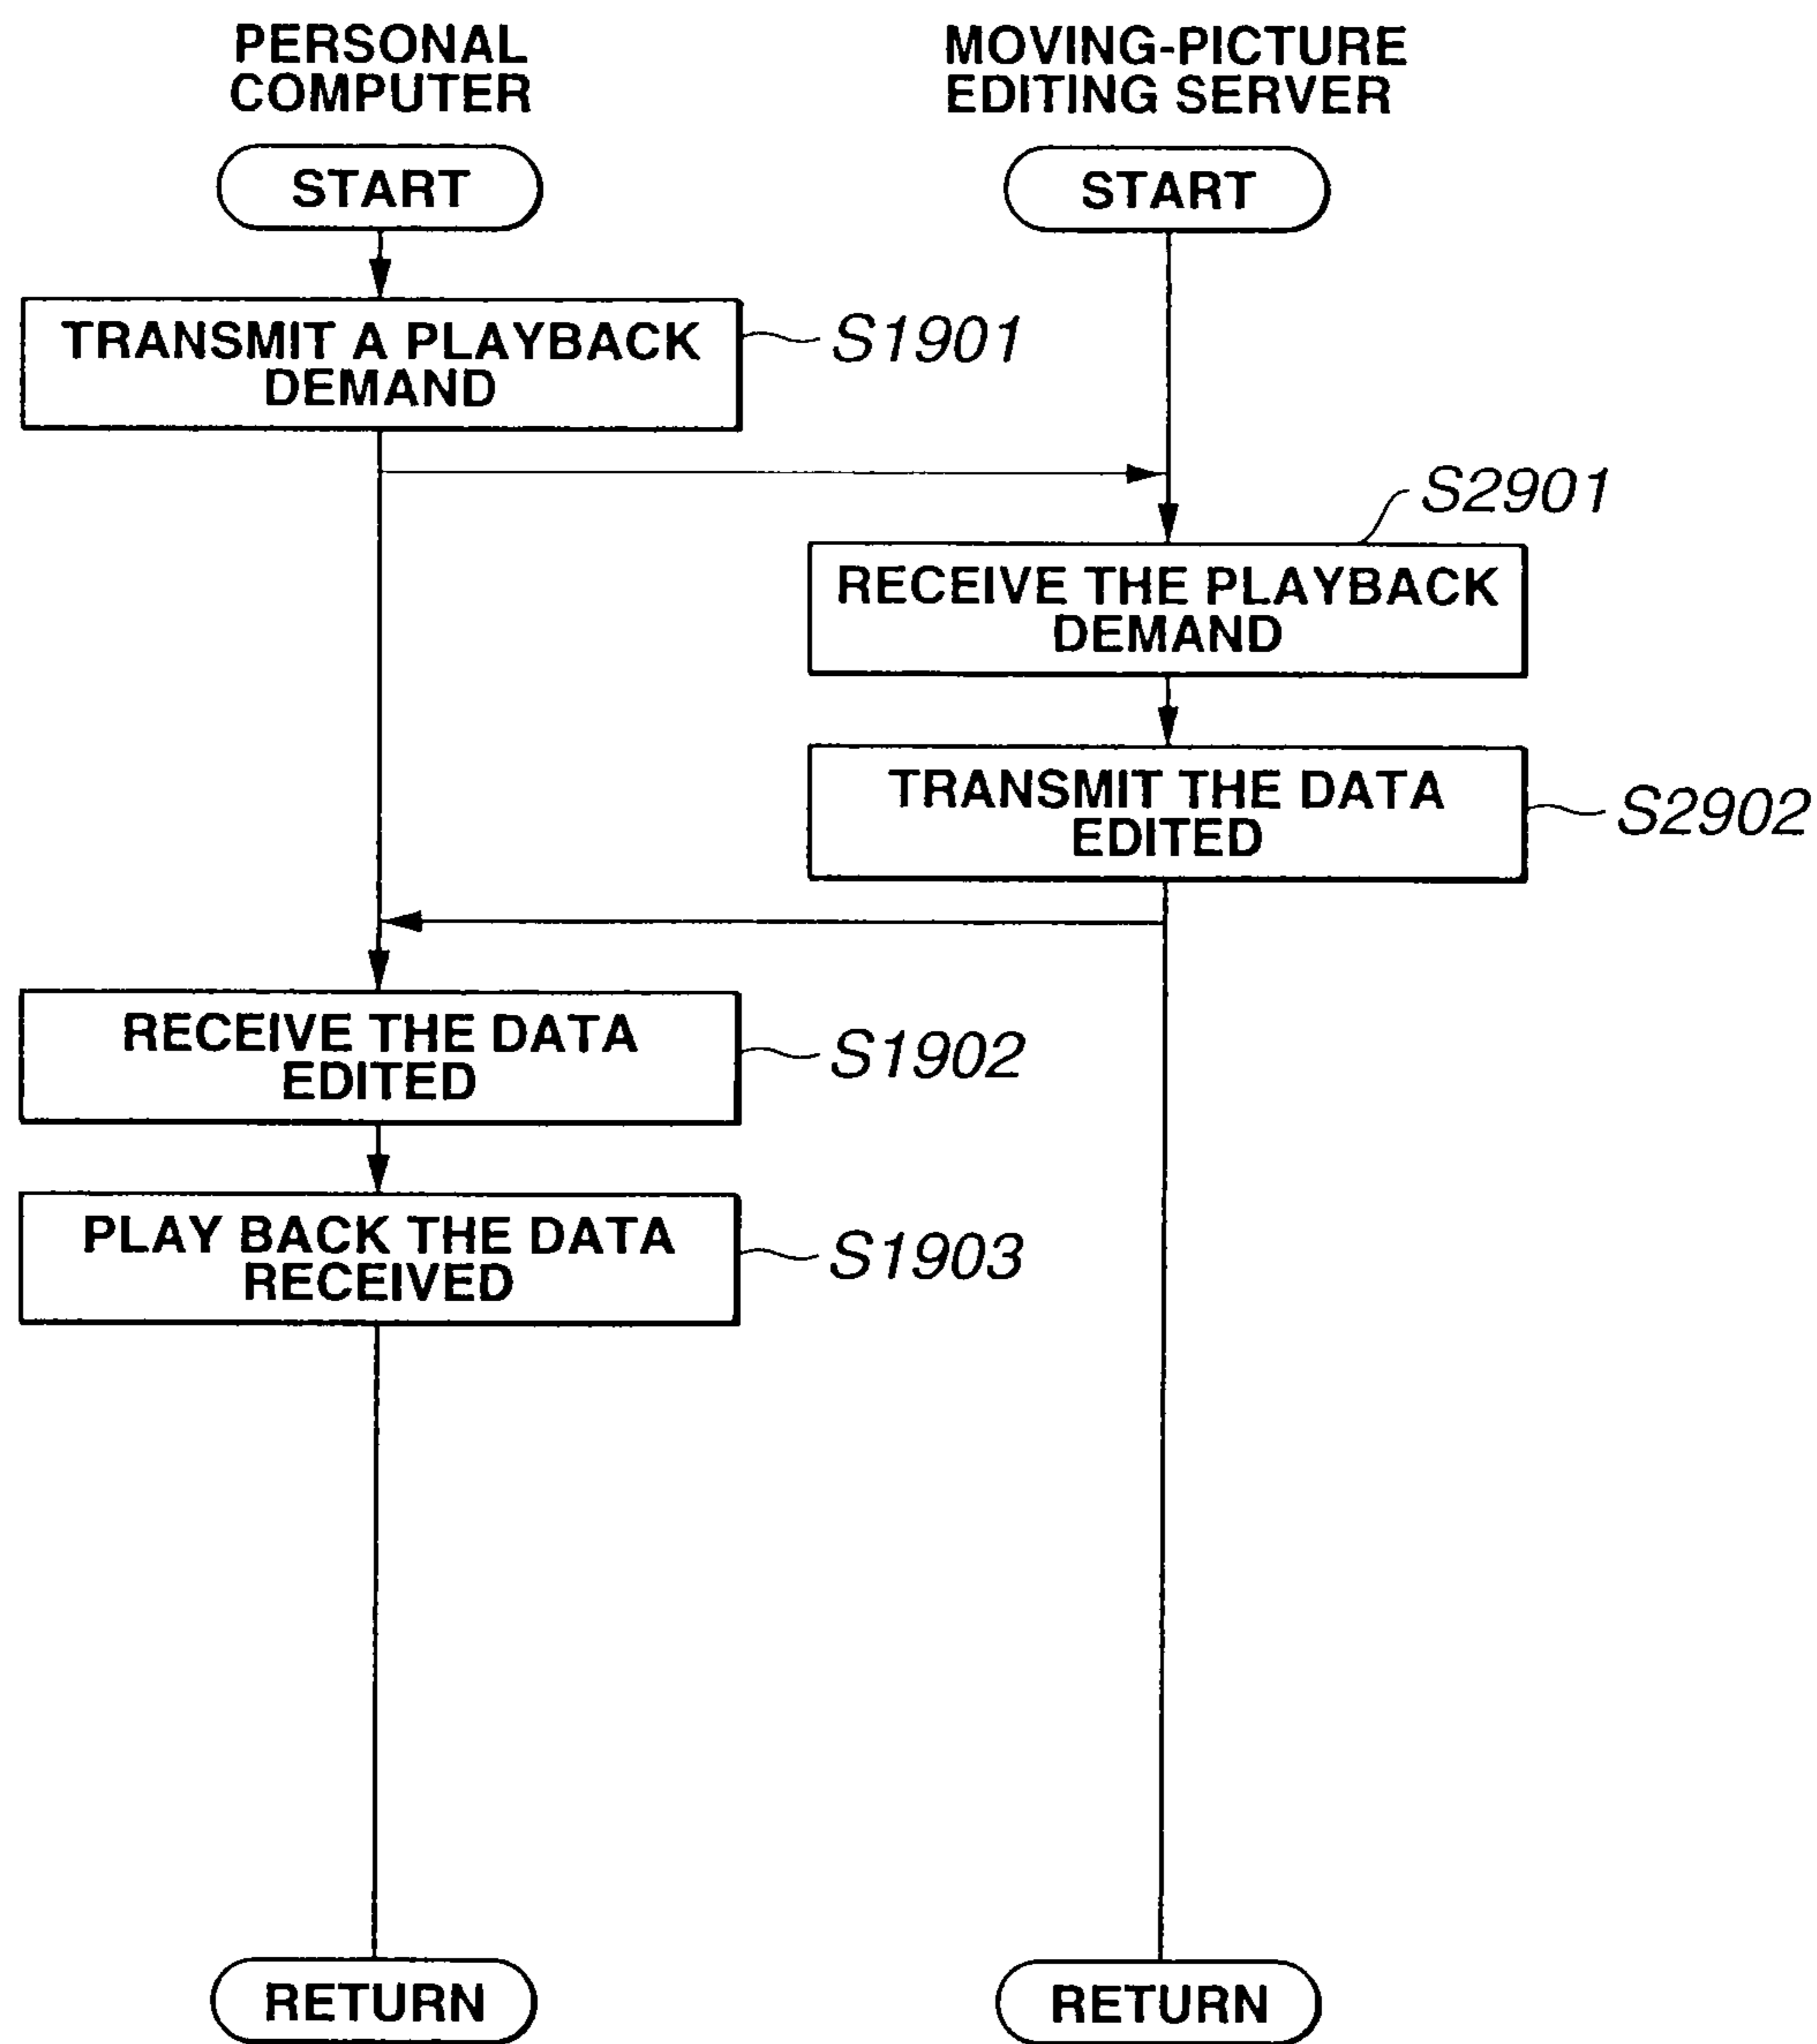 PERSONAL
COMPUTER
MOVING-PICTURE
EDITING SERVER
START
START
TRANSMIT A PLAYBACK
DEMAND
S1901
S2901
RECEIVE THE PLAYBACK
DEMAND
TRANSMIT THE DATA
EDITED
S2902
RECEIVE THE DATA
EDITED
S1902
PLAY BACK THE DATA
RECEIVED
S1903
RETURN
RETURN